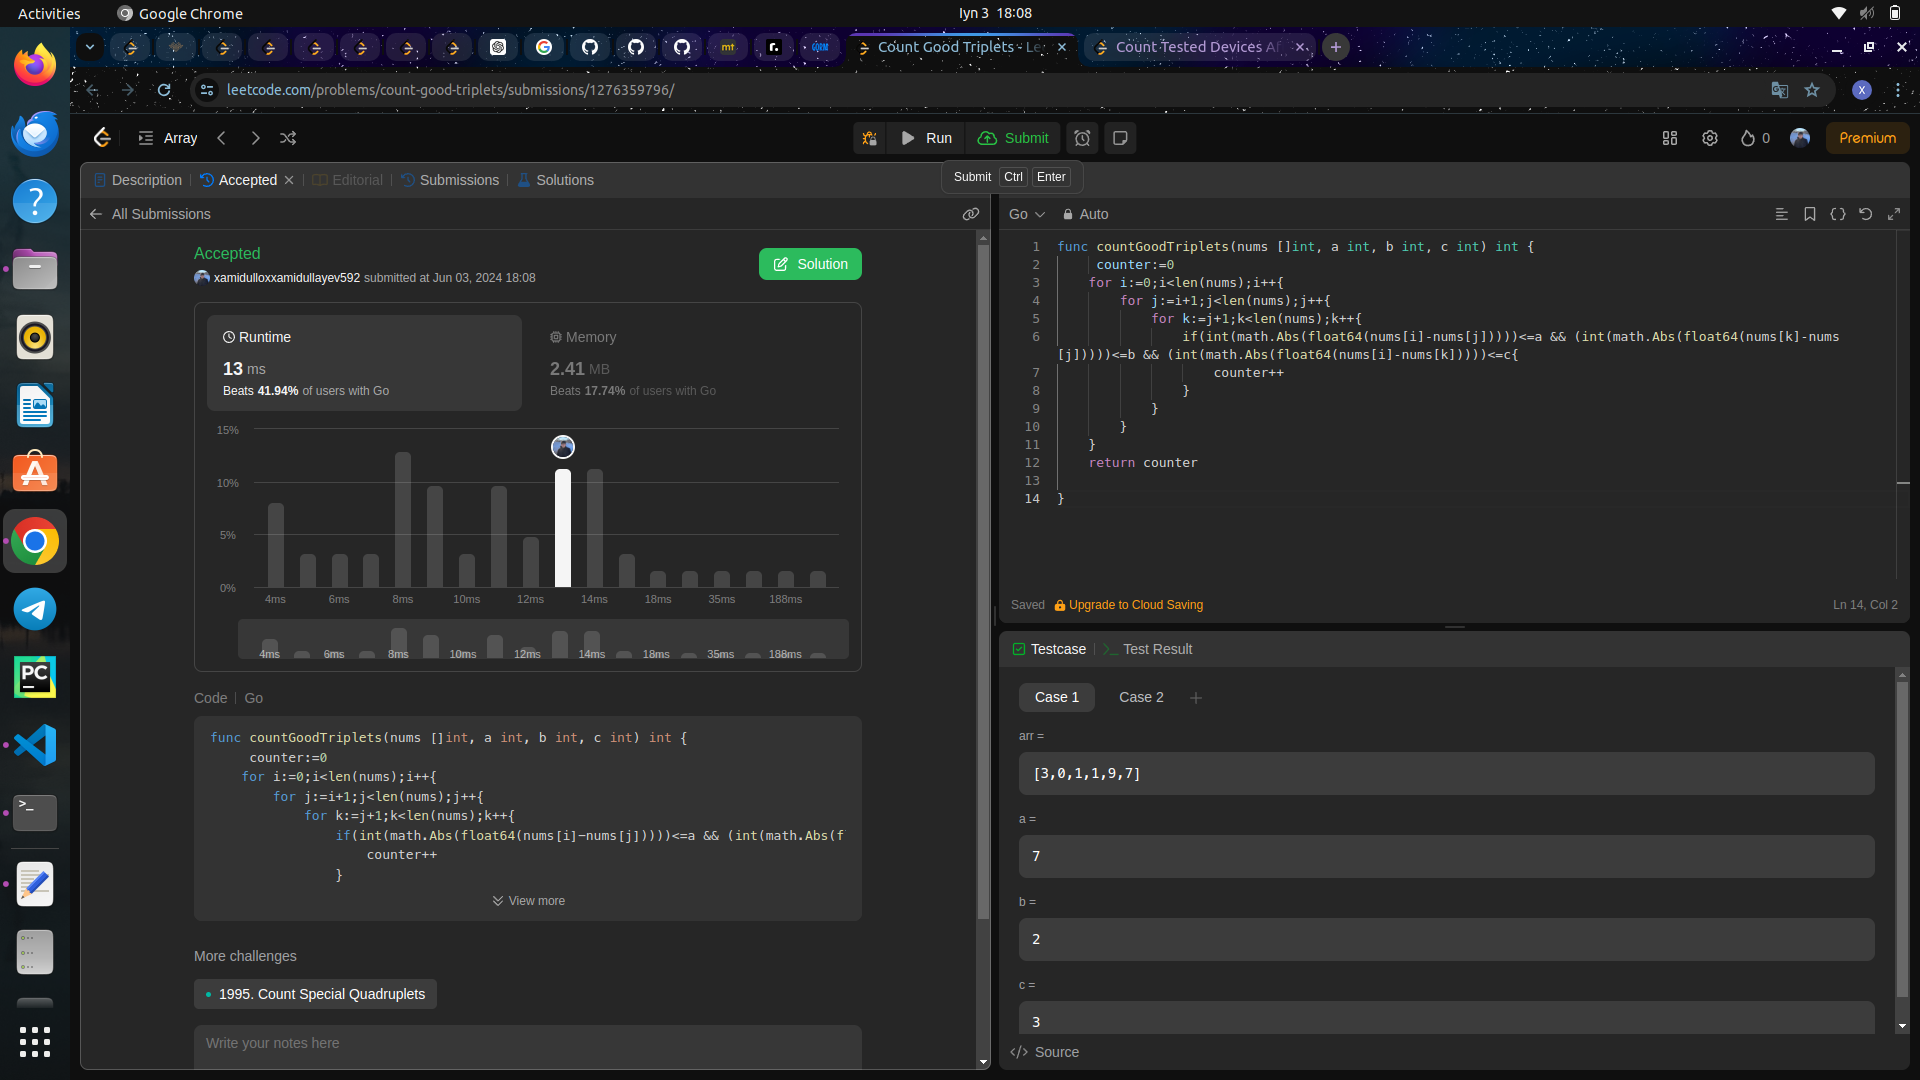 Activities
Google Chrome
Iyn 3 18:08
mt
r.
GORM
Count Good Triplets - Le
Count Tested Devices Af
leetcode.com/problems/count-good-triplets/submissions/1276359796/
X
Array
Run
Submit
0
Premium
Submit Ctrl Enter
Description
Accepted
Editorial
Submissions
Solutions
All Submissions
Accepted
xamidulloxxamidullayev592 submitted at Jun 03, 2024 18:08
Solution
Runtime
13 ms
Beats 41.94% of users with Go
Memory
2.41 MB
Beats 17.74% of users with Go
15%
10%
5%
0%
4ms 6ms 8ms 10ms 12ms 14ms 18ms 35ms 188ms
4ms 6ms 8ms 10ms 12ms 14ms 18ms 35ms 188ms
Code | Go
func countGoodTriplets(nums []int, a int, b int, c int) int {
counter:=0
for i:=0;i<len(nums);i++{
for j:=i+1;j<len(nums);j++{
for k:=j+1;k<len(nums);k++{
if(int(math.Abs(float64(nums[i]-nums[j]))))<=a && (int(math.Abs(f
counter++
}
View more
More challenges
1995. Count Special Quadruplets
Write your notes here
Go
Auto
1 func countGoodTriplets(nums []int, a int, b int, c int) int {
2 counter:=0
3 for i:=0;i<len(nums);i++{
4 for j:=i+1;j<len(nums);j++{
5 for k:=j+1;k<len(nums);k++{
6 if(int(math.Abs(float64(nums[i]-nums[j]))))<=a && (int(math.Abs(float64(nums[k]-nums
[j]))))<=b && (int(math.Abs(float64(nums[i]-nums[k]))))<=c{
7 counter++
8 }
9 }
10 }
11 }
12 return counter
13
14 }
Saved
Upgrade to Cloud Saving
Ln 14, Col 2
Testcase
Test Result
Case 1
Case 2
arr =
[3,0,1,1,9,7]
a =
7
b =
2
c =
3
Source